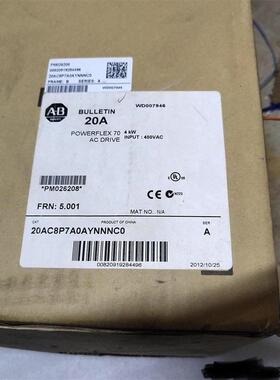 PM026208
00820919284496
20AC8P7A0AYNNNC0
FRAME: B SERIES: A
WD007946
AB
BULLETIN
20A
WD007946
POWERFLEX 70
AC DRIVE
4 kW
INPUT : 400VAC
*PM026208*
FRN: 5.001
MAT NO.: N/A
CAT
PRODUCT OF CHINA
SER
20AC8P7A0AYNNNC0
A
00820919284496
2012/10/25